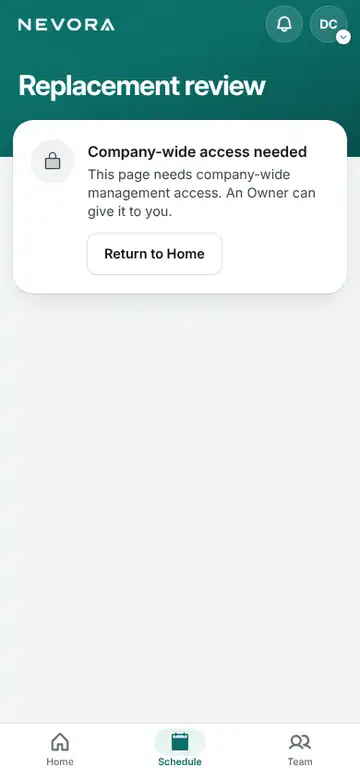 NEVORA
DC
Replacement review
Company-wide access needed
This page needs company-wide
management access. An Owner can
give it to you.
Return to Home
Home
Schedule
Team